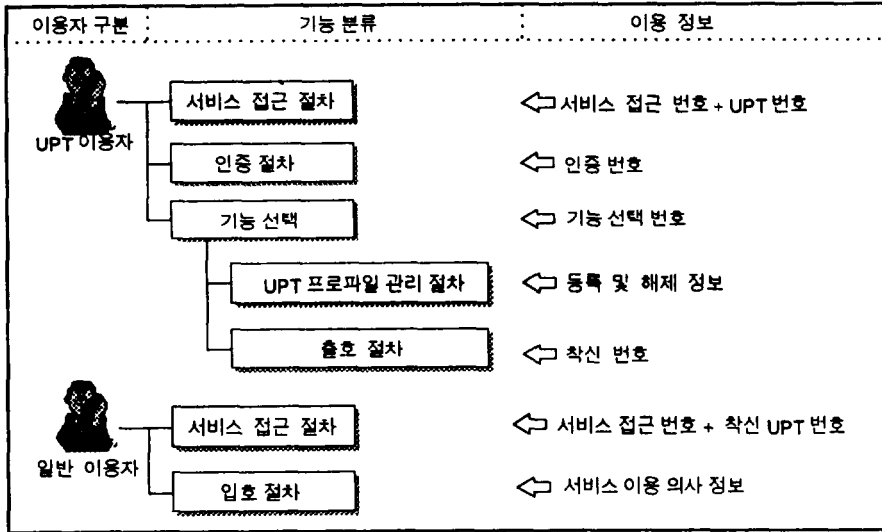 이용자 구분 기능 분류 이용 정보
서비스 접근 절차 서비스 접근 번호 + UPT 번호
UPT 이용자
인증 절차 인증 번호
기능 선택 기능 선택 번호
UPT 프로파일 관리 절차 등록 및 해제 정보
출호 절차 착신 번호
서비스 접근 절차 서비스 접근 번호 + 착신 UPT 번호
일반 이용자
입호 절차 서비스 이용 의사 정보